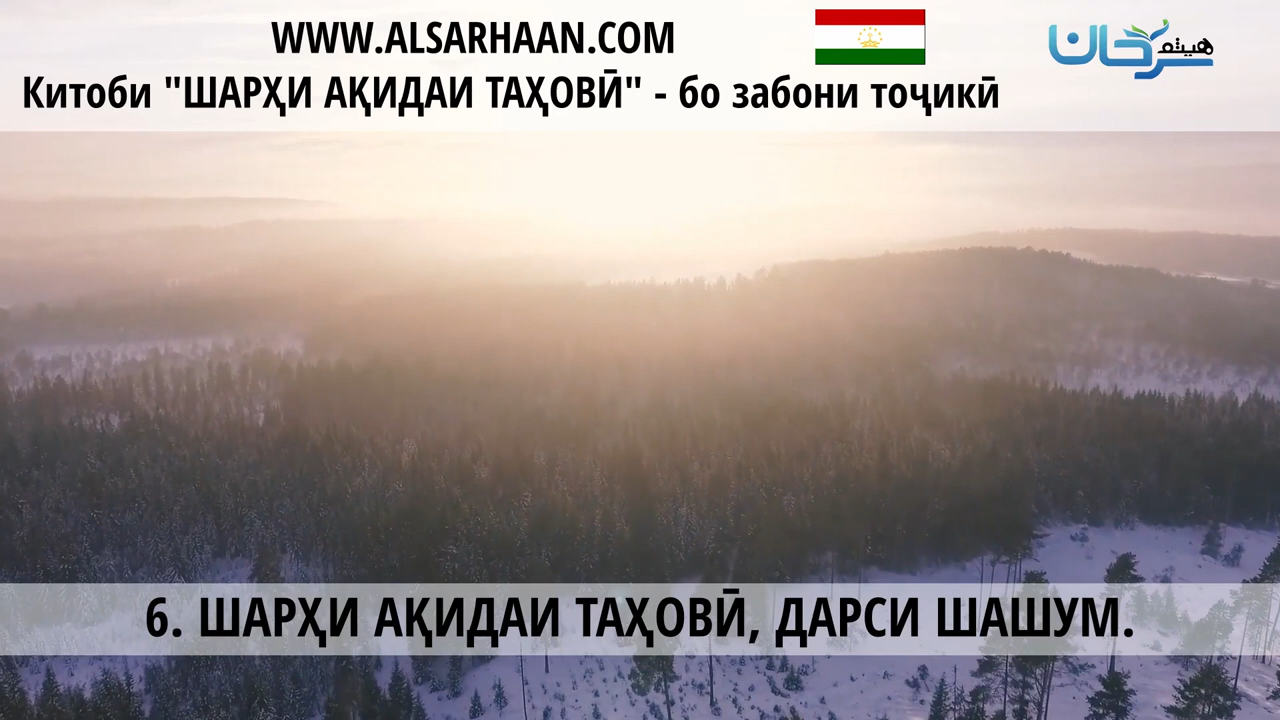 WWW.ALSARHAAN.COM
هيثم
سرحان
Китоби "ШАРҲИ АҚИДАИ ТАҲОВӢ" - бо забони тоҷикӣ
6. ШАРҲИ АҚИДАИ ТАҲОВӢ, ДАРСИ ШАШУМ.